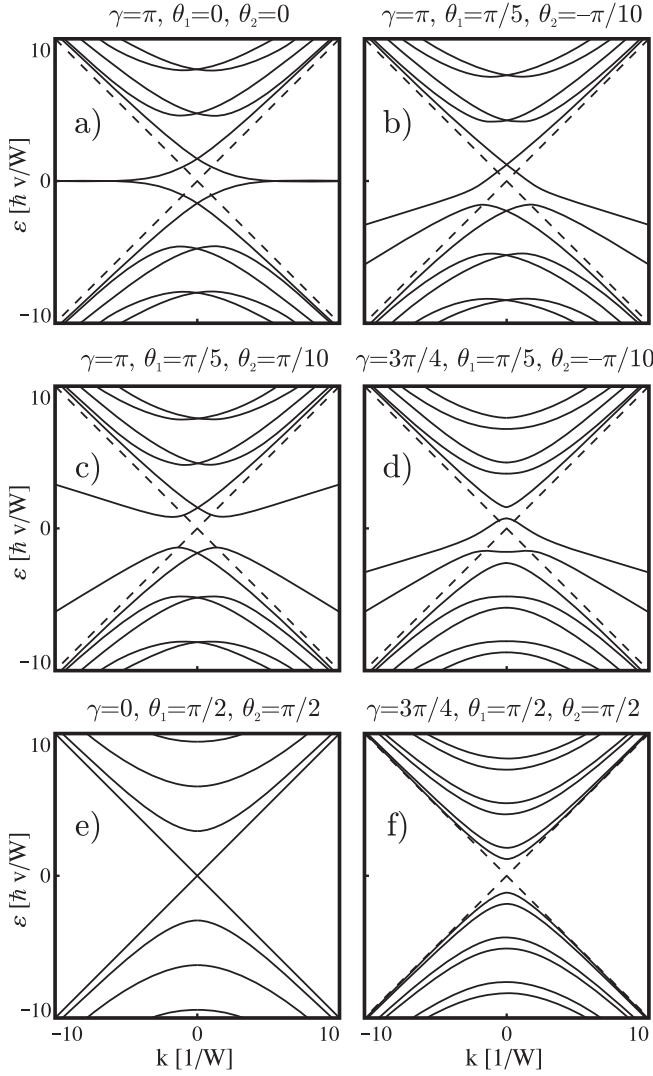 γ=π, θ₁=0, θ₂=0
γ=π, θ₁=π/5, θ₂=−π/10
10
a)
b)
ε [ħ v/W]
0
−10
γ=π, θ₁=π/5, θ₂=π/10
γ=3π/4, θ₁=π/5, θ₂=−π/10
10
c)
d)
ε [ħ v/W]
0
−10
γ=0, θ₁=π/2, θ₂=π/2
γ=3π/4, θ₁=π/2, θ₂=π/2
10
e)
f)
ε [ħ v/W]
0
−10
−10 0 10
−10 0 10
k [1/W]
k [1/W]